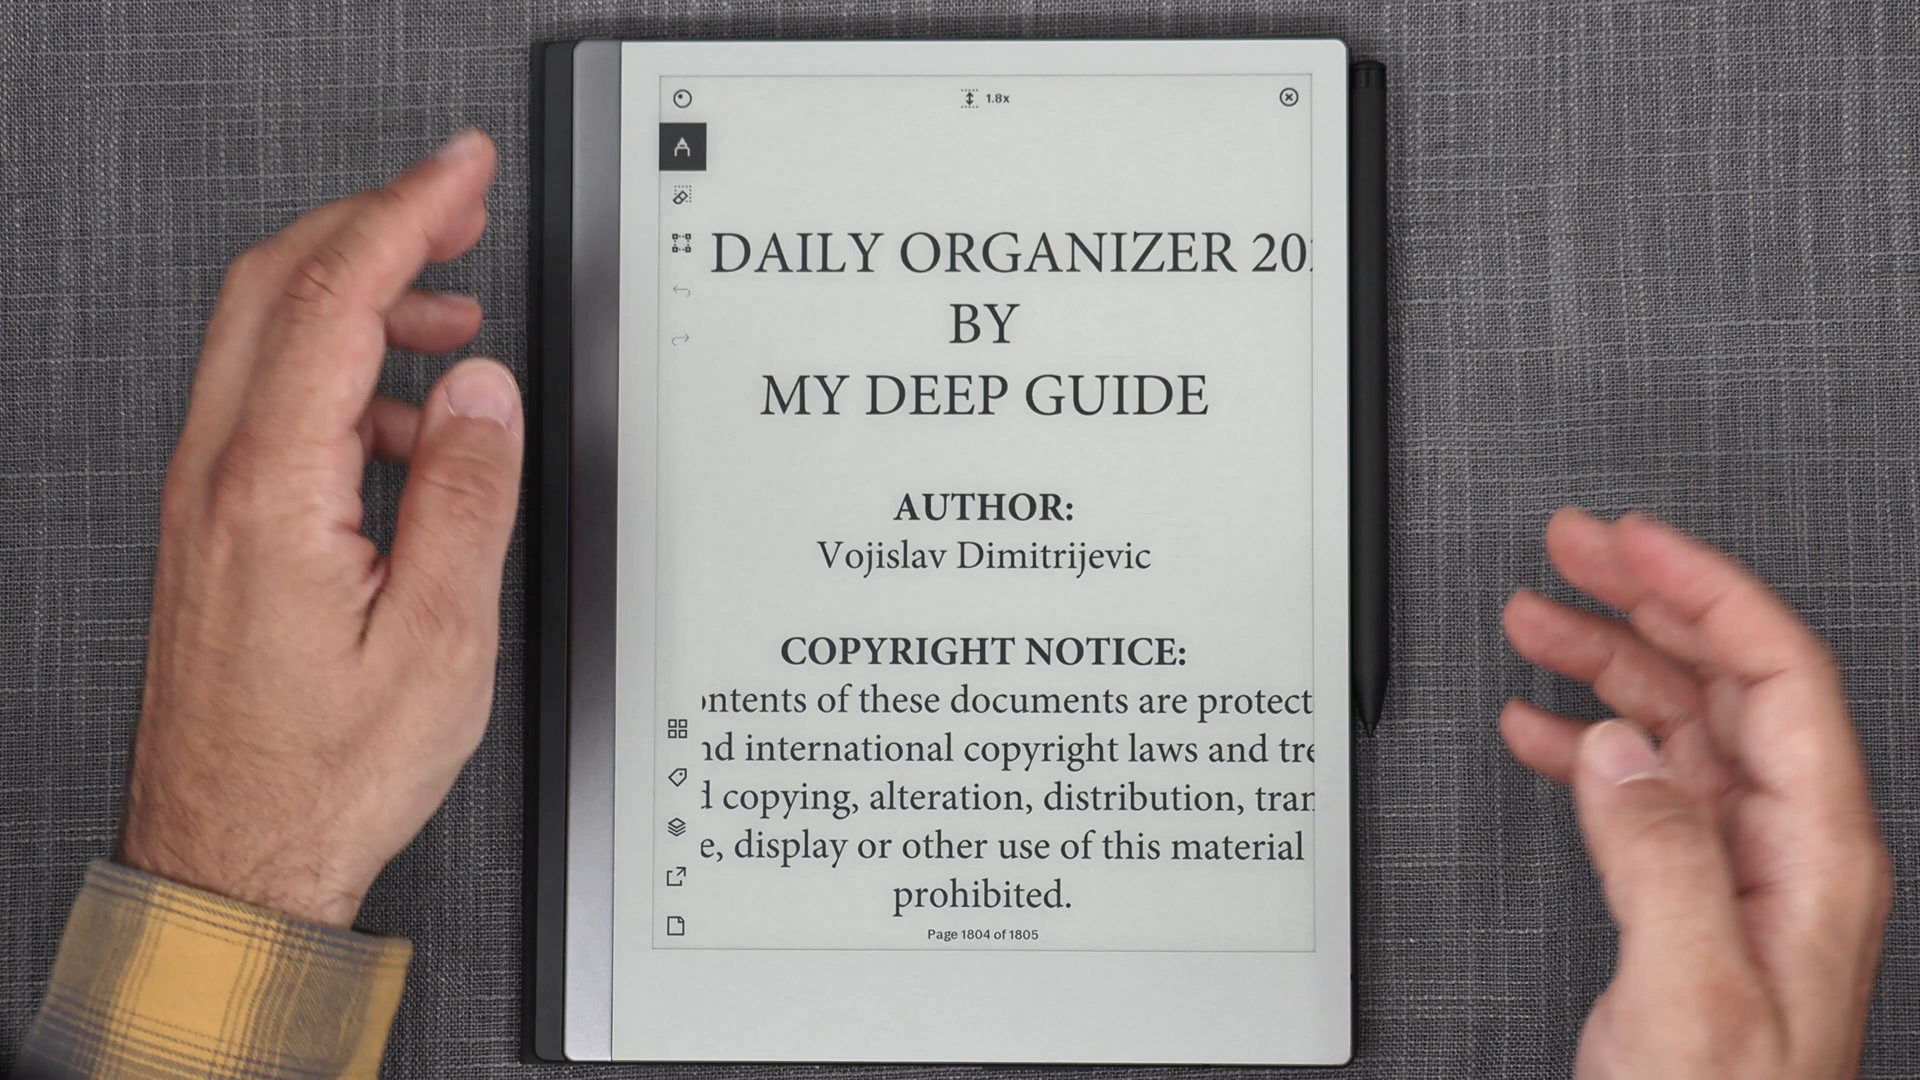 1.8x
DAILY ORGANIZER 20
BY
MY DEEP GUIDE
AUTHOR:
Vojislav Dimitrijevic
COPYRIGHT NOTICE:
ntents of these documents are protect
nd international copyright laws and tre
copying, alteration, distribution, tran
e, display or other use of this material
prohibited.
Page 1804 of 1805